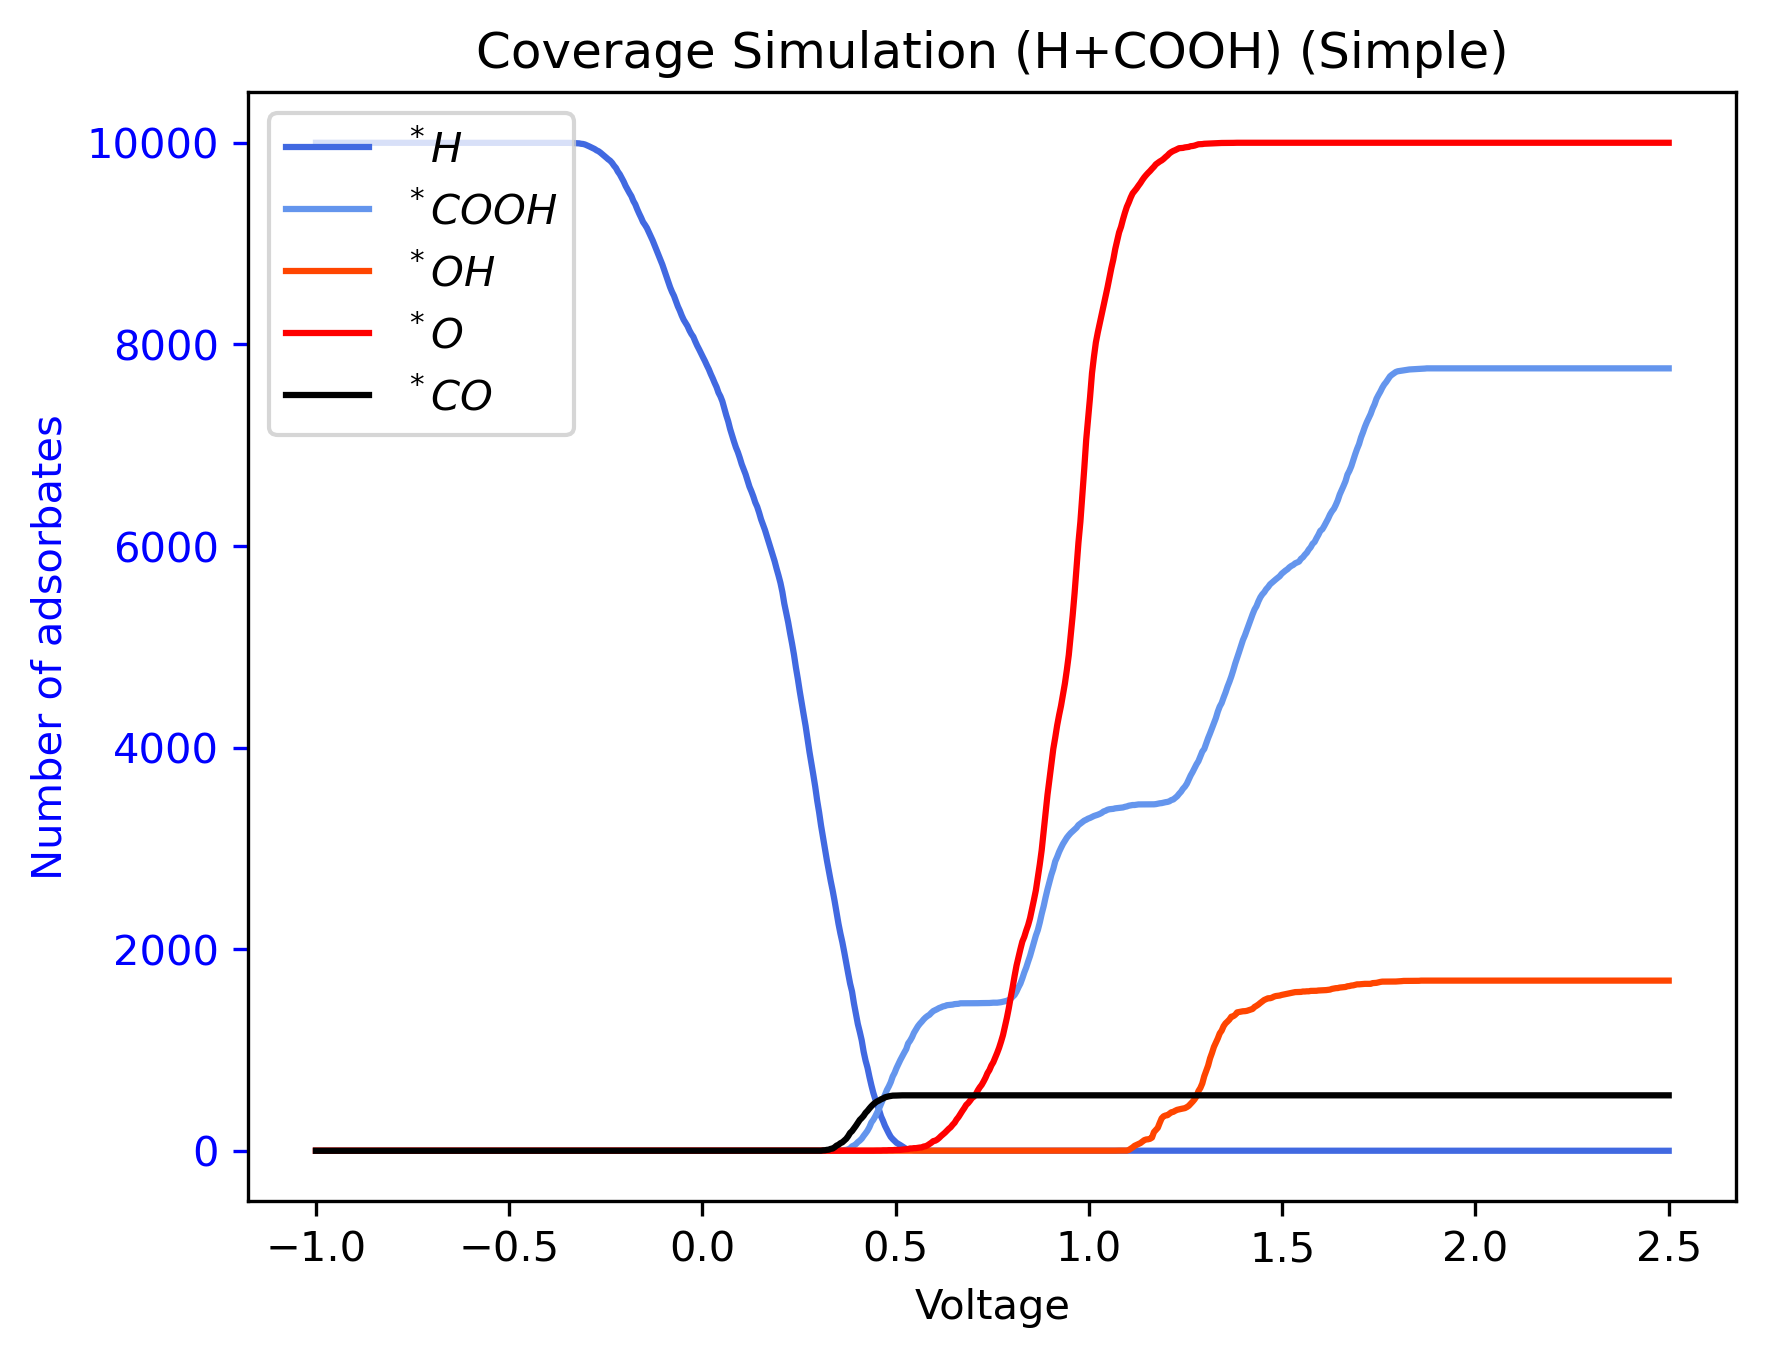 Coverage Simulation (H+COOH) (Simple)
Number of adsorbates
10000
8000
6000
4000
2000
0
*H
*COOH
*OH
*O
*CO
−1.0 −0.5 0.0 0.5 1.0 1.5 2.0 2.5
Voltage